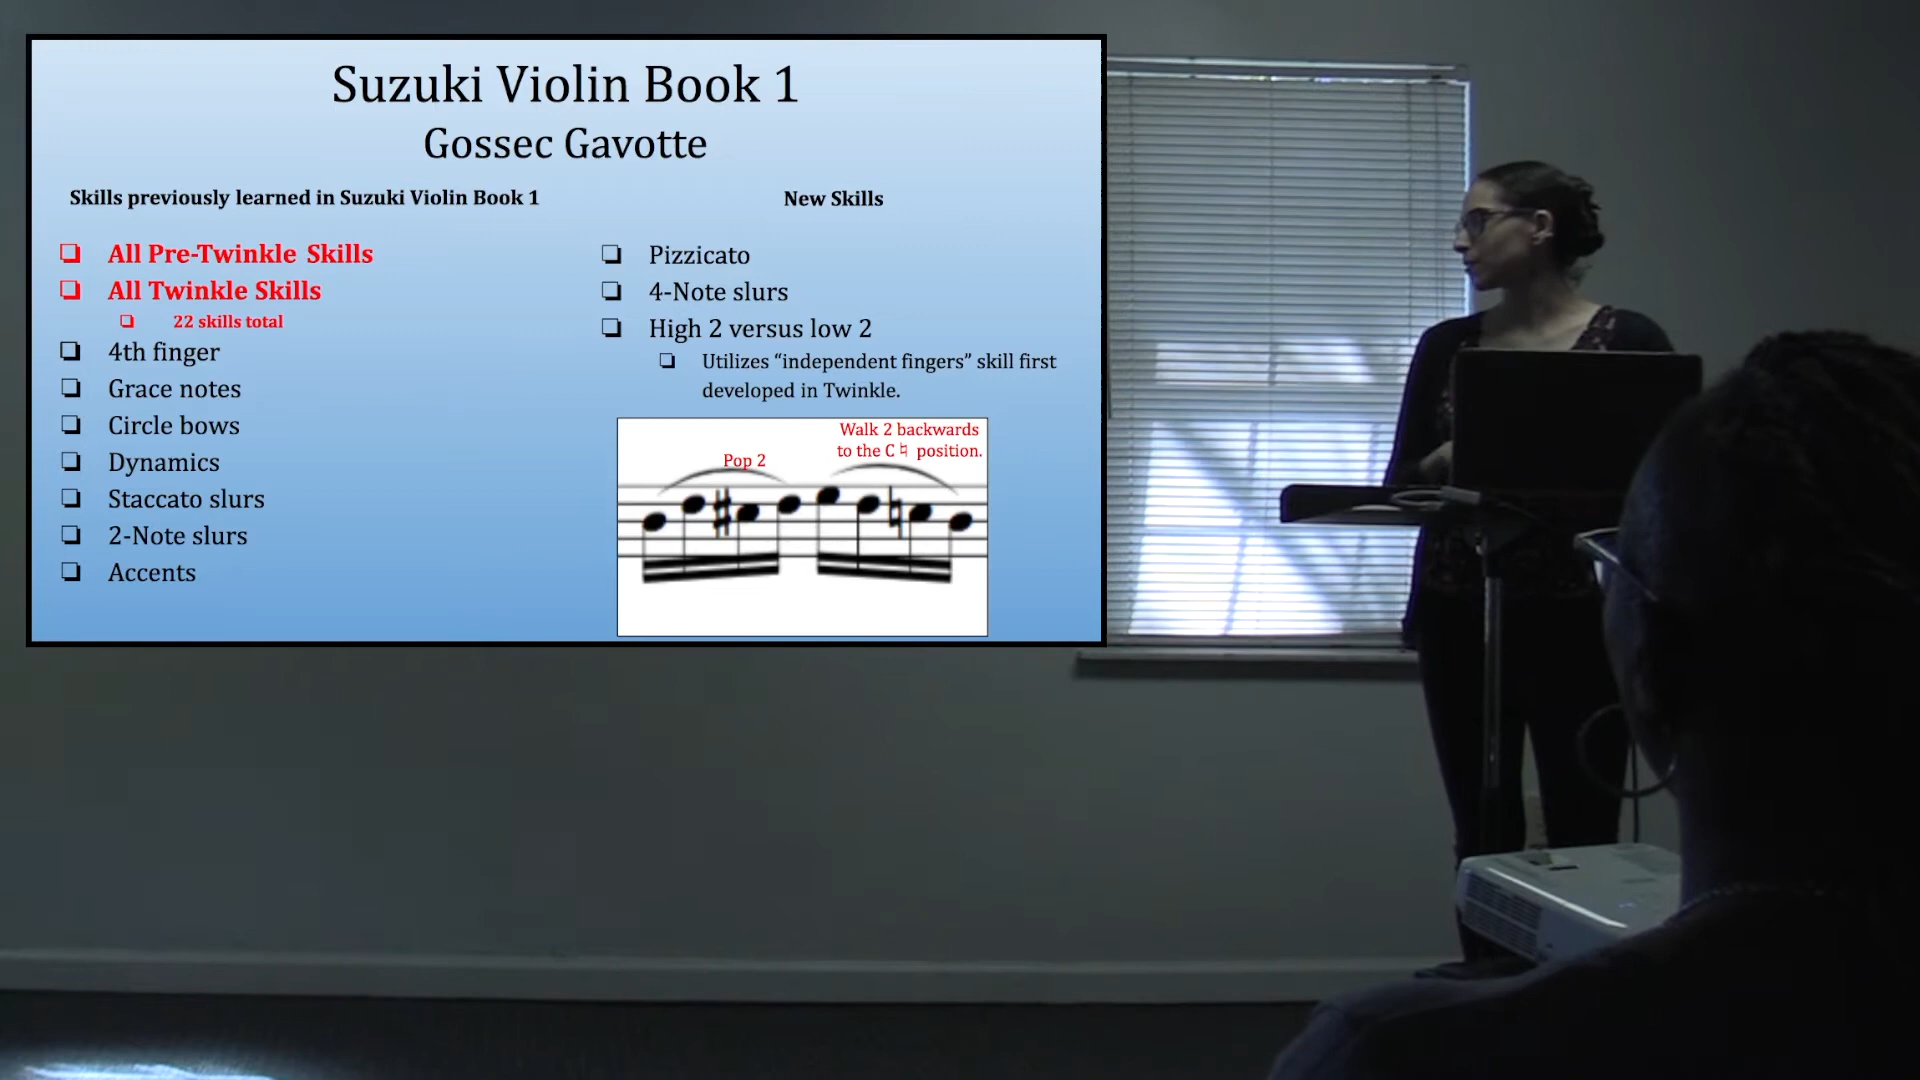 Suzuki Violin Book 1
Gossec Gavotte
Skills previously learned in Suzuki Violin Book 1
All Pre-Twinkle Skills
All Twinkle Skills
22 skills total
4th finger
Grace notes
Circle bows
Dynamics
Staccato slurs
2-Note slurs
Accents
New Skills
Pizzicato
4-Note slurs
High 2 versus low 2
Utilizes “independent fingers” skill first
developed in Twinkle.
Pop 2
Walk 2 backwards
to the C ♮ position.